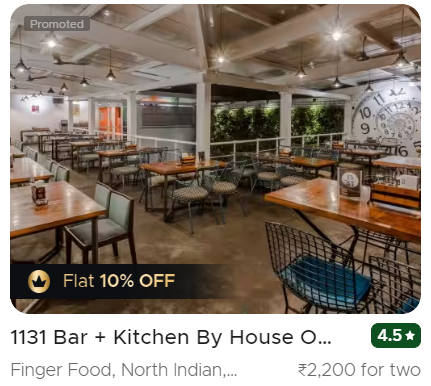 Promoted
Flat 10% OFF
1131 Bar + Kitchen By House O...
4.5★
Finger Food, North Indian,...
₹2,200 for two